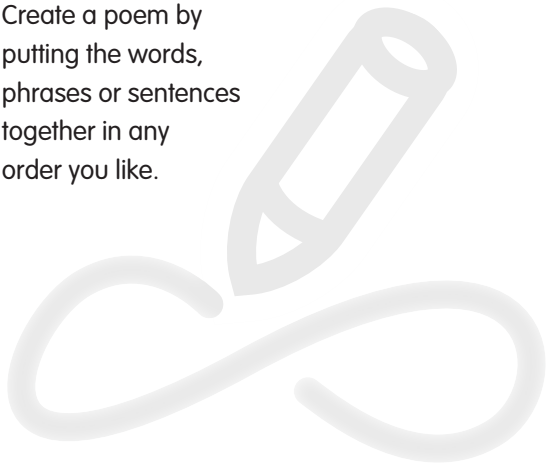 Create a poem by
putting the words,
phrases or sentences
together in any
order you like.